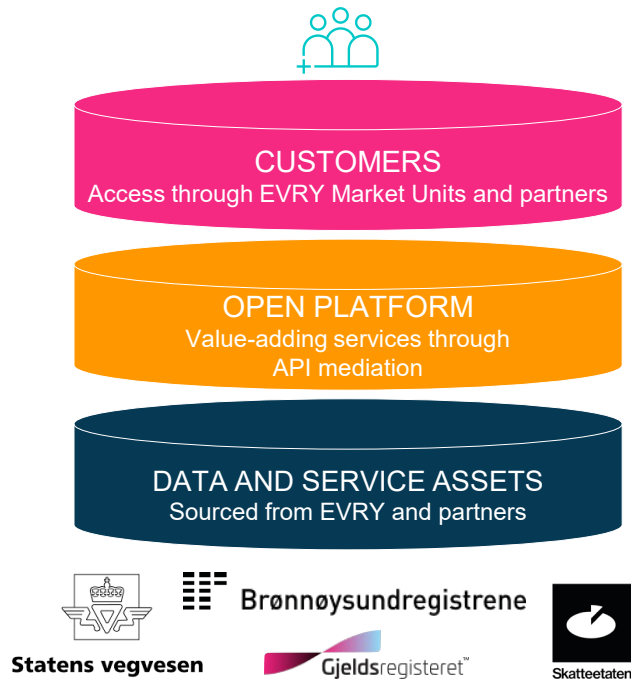 CUSTOMERS
Access through EVRY Market Units and partners
OPEN PLATFORM
Value-adding services through
API mediation
DATA AND SERVICE ASSETS
Sourced from EVRY and partners
Brønnøysundregistrene
Statens vegvesen
Gjeldsregisteret™
Skatteetaten